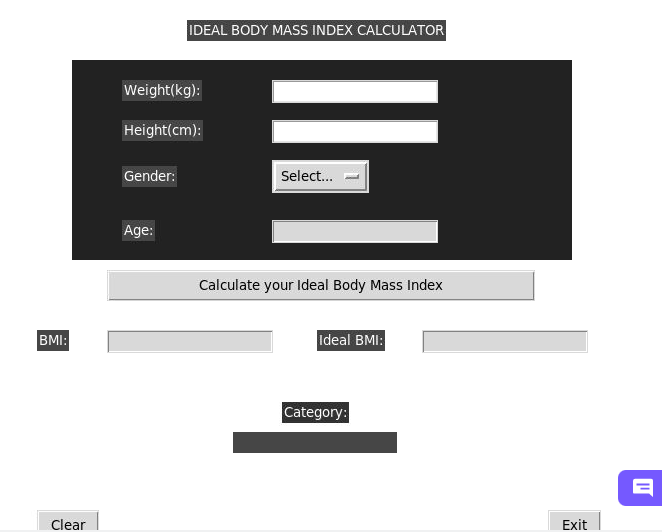 IDEAL BODY MASS INDEX CALCULATOR
Weight(kg):
Height(cm):
Gender: Select...
Age:
Calculate your Ideal Body Mass Index
BMI: Ideal BMI:
Category:
Clear Exit